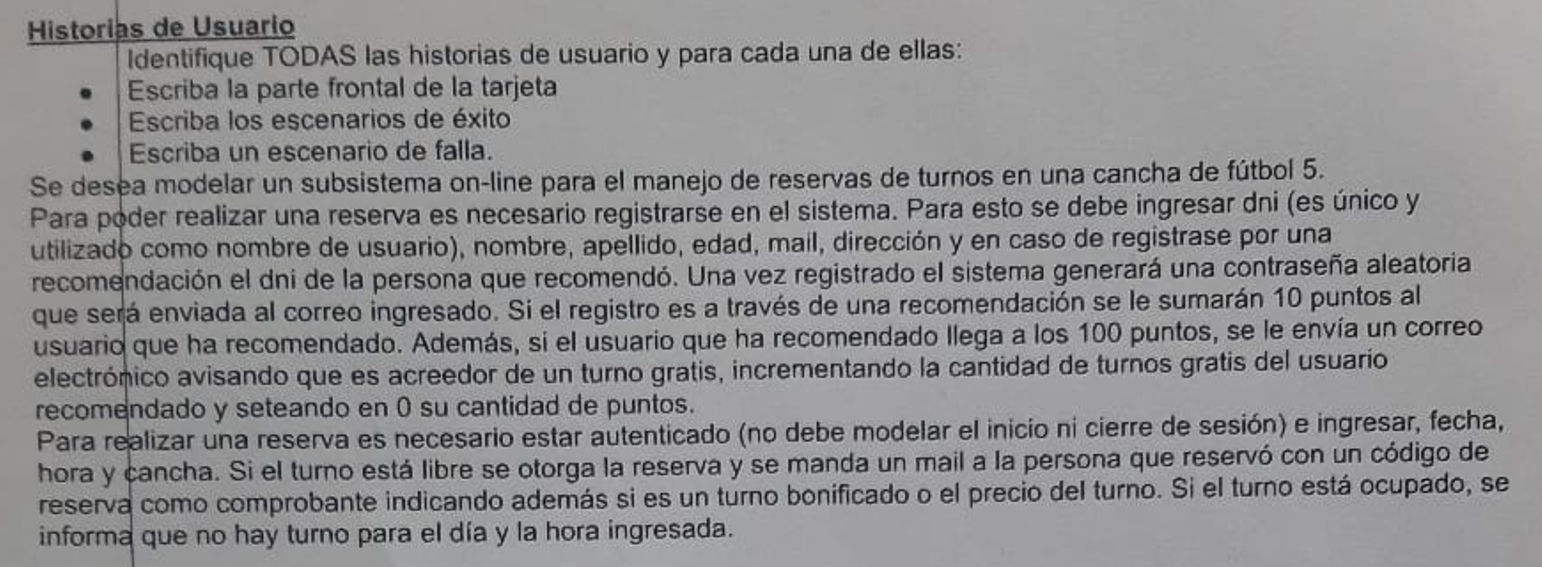 Historias de Usuario
Identifique TODAS las historias de usuario y para cada una de ellas:
• Escriba la parte frontal de la tarjeta
• Escriba los escenarios de éxito
• Escriba un escenario de falla.
Se desea modelar un subsistema on-line para el manejo de reservas de turnos en una cancha de fútbol 5.
Para poder realizar una reserva es necesario registrarse en el sistema. Para esto se debe ingresar dni (es único y
utilizado como nombre de usuario), nombre, apellido, edad, mail, dirección y en caso de registrase por una
recomendación el dni de la persona que recomendó. Una vez registrado el sistema generará una contraseña aleatoria
que será enviada al correo ingresado. Si el registro es a través de una recomendación se le sumarán 10 puntos al
usuario que ha recomendado. Además, si el usuario que ha recomendado llega a los 100 puntos, se le envía un correo
electrónico avisando que es acreedor de un turno gratis, incrementando la cantidad de turnos gratis del usuario
recomendado y seteando en 0 su cantidad de puntos.
Para realizar una reserva es necesario estar autenticado (no debe modelar el inicio ni cierre de sesión) e ingresar, fecha,
hora y cancha. Si el turno está libre se otorga la reserva y se manda un mail a la persona que reservó con un código de
reserva como comprobante indicando además si es un turno bonificado o el precio del turno. Si el turno está ocupado, se
informa que no hay turno para el día y la hora ingresada.